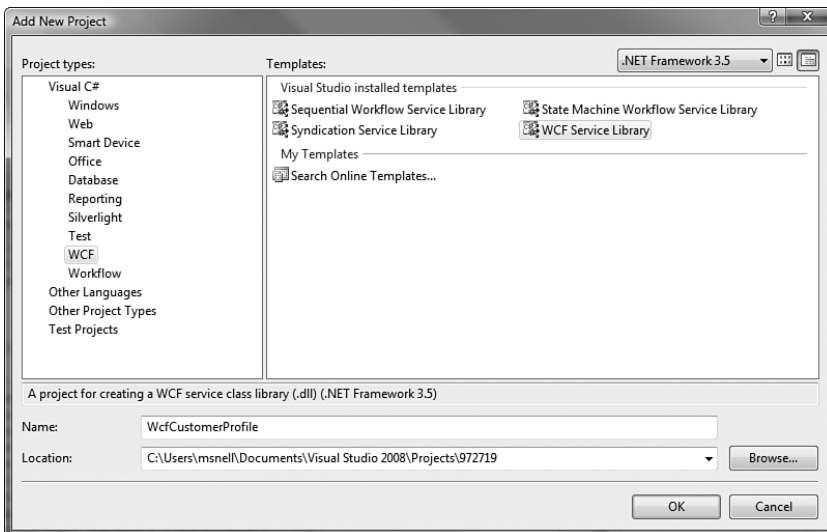 Add New Project
Project types:
Templates:
.NET Framework 3.5
Visual C#
Windows
Web
Smart Device
Office
Database
Reporting
Silverlight
Test
WCF
Workflow
Other Languages
Other Project Types
Test Projects
Visual Studio installed templates
Sequential Workflow Service Library
State Machine Workflow Service Library
Syndication Service Library
WCF Service Library
My Templates
Search Online Templates...
A project for creating a WCF service class library (.dll) (.NET Framework 3.5)
Name:
WcfCustomerProfile
Location:
C:\Users\msnell\Documents\Visual Studio 2008\Projects\972719
Browse...
OK
Cancel